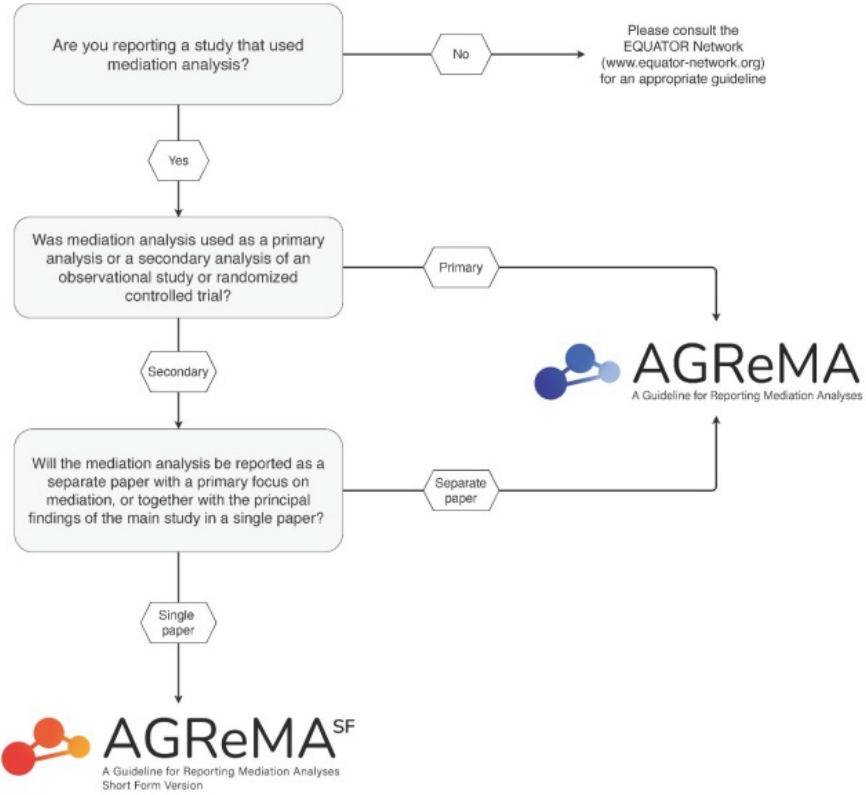 Are you reporting a study that used
mediation analysis?
No
Please consult the
EQUATOR Network
(www.equator-network.org)
for an appropriate guideline
Yes
Was mediation analysis used as a primary
analysis or a secondary analysis of an
observational study or randomized
controlled trial?
Primary
Secondary
AGReMA
A Guideline for Reporting Mediation Analyses
Will the mediation analysis be reported as a
separate paper with a primary focus on
mediation, or together with the principal
findings of the main study in a single paper?
Separate
paper
Single
paper
AGReMA SF
A Guideline for Reporting Mediation Analyses
Short Form Version